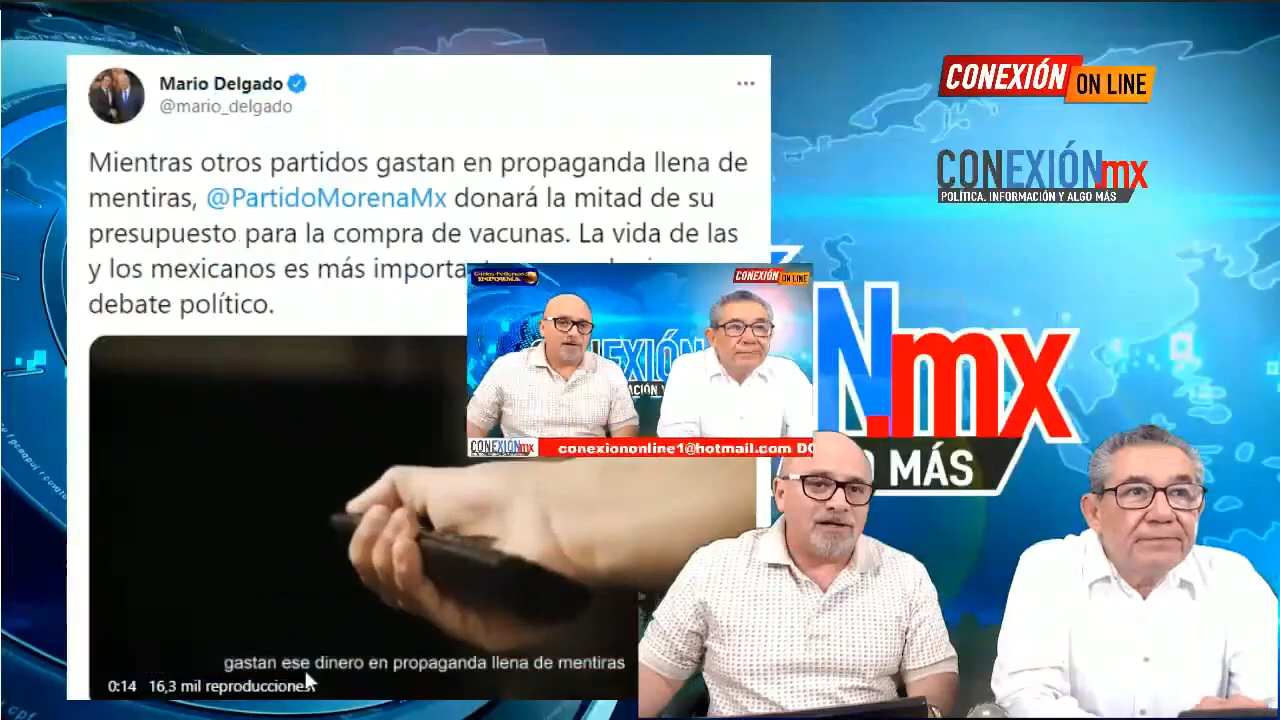 Mario Delgado
@mario_delgado
Mientras otros partidos gastan en propaganda llena de
mentiras, @PartidoMorenaMx donará la mitad de su
presupuesto para la compra de vacunas. La vida de las
y los mexicanos es más
debate político.
gastan ese dinero en propaganda llena de mentiras
0:14 16,3 mil reproducciones
CONEXIÓN ON LINE
CONEXIÓN.mx
POLÍTICA, INFORMACIÓN Y ALGO MÁS
CONEXIÓN ON LINE
CONEXIÓNmx
conexiononline1@hotmail.com
N.mx
MÁS